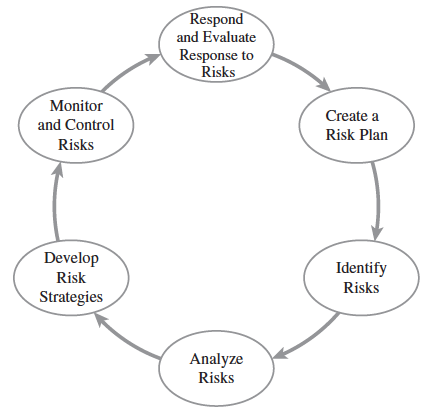 Respond
and Evaluate
Response to
Risks
Create a
Risk Plan
Identify
Risks
Analyze
Risks
Develop
Risk
Strategies
Monitor
and Control
Risks